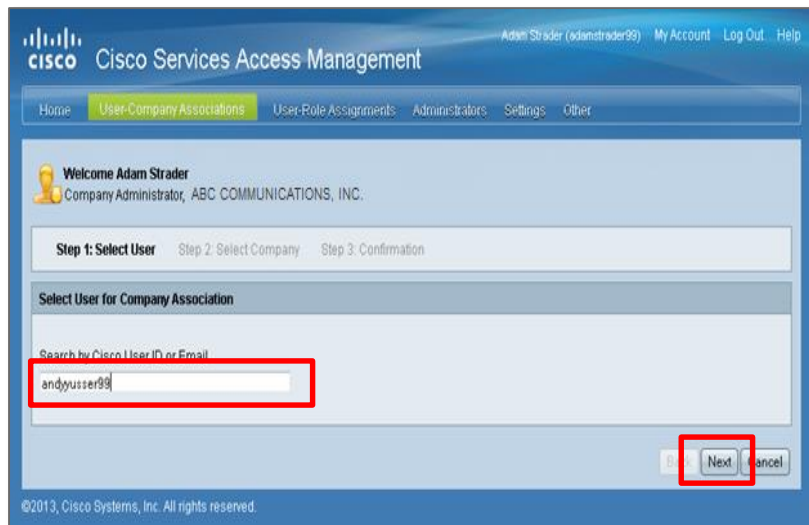 Adam Strader (adamstrader99) My Account Log Out Help
CISCO Cisco Services Access Management
Home User-Company Associations User-Role Assignments Administrators Settings Other
Welcome Adam Strader
Company Administrator, ABC COMMUNICATIONS, INC.
Step 1: Select User Step 2: Select Company Step 3: Confirmation
Select User for Company Association
Search by Cisco User ID or Email
andyyusser99
Back Next Cancel
©2013, Cisco Systems, Inc. All rights reserved.